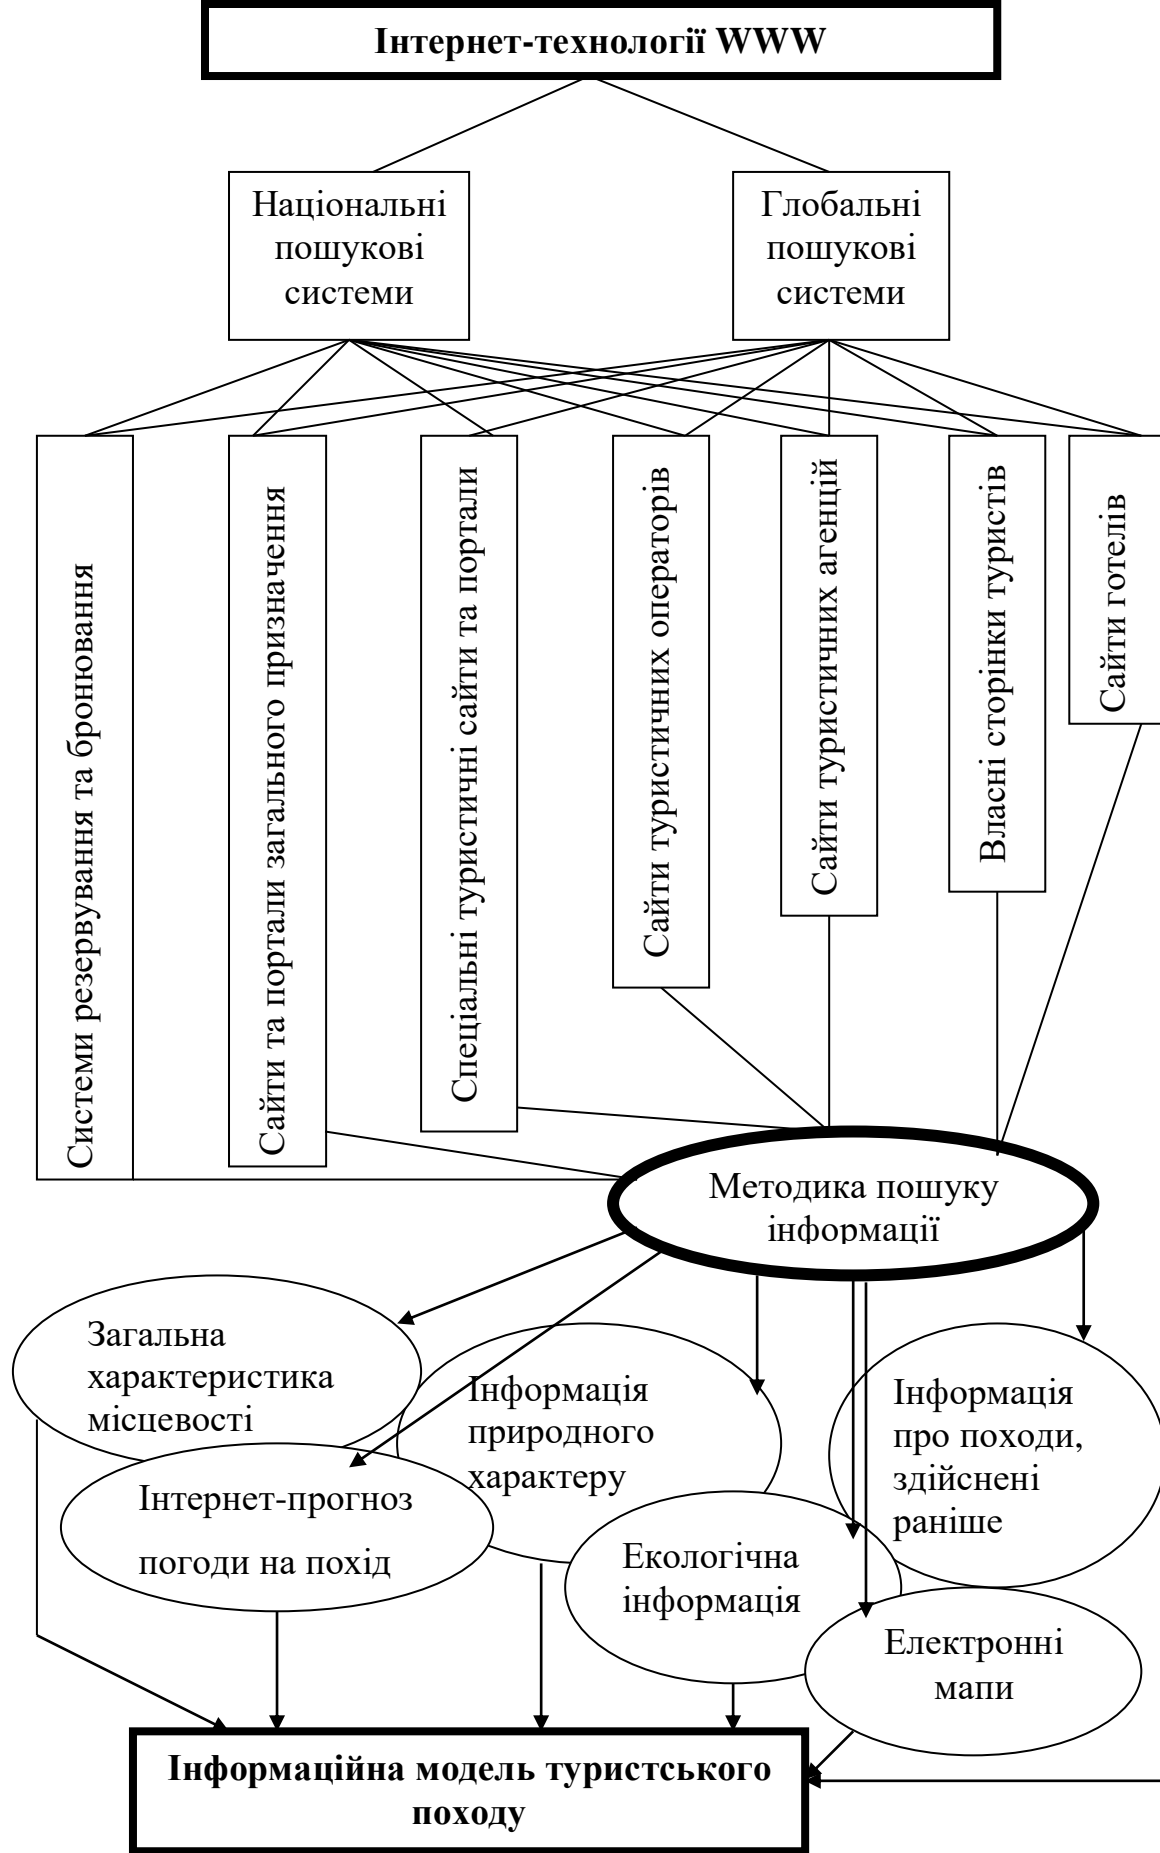 Інтернет-технології WWW
Національні
пошукові
системи
Глобальні
пошукові
системи
Системи резервування та бронювання
Сайти та портали загального призначення
Спеціальні туристичні сайти та портали
Сайти туристичних операторів
Сайти туристичних агенцій
Власні сторінки туристів
Сайти готелів
Методика пошуку
інформації
Загальна
характеристика
місцевості
Інформація
природного
характеру
Інформація
про походи,
здійснені
раніше
Інтернет-прогноз
погоди на похід
Екологічна
інформація
Електронні
мапи
Інформаційна модель туристського
походу